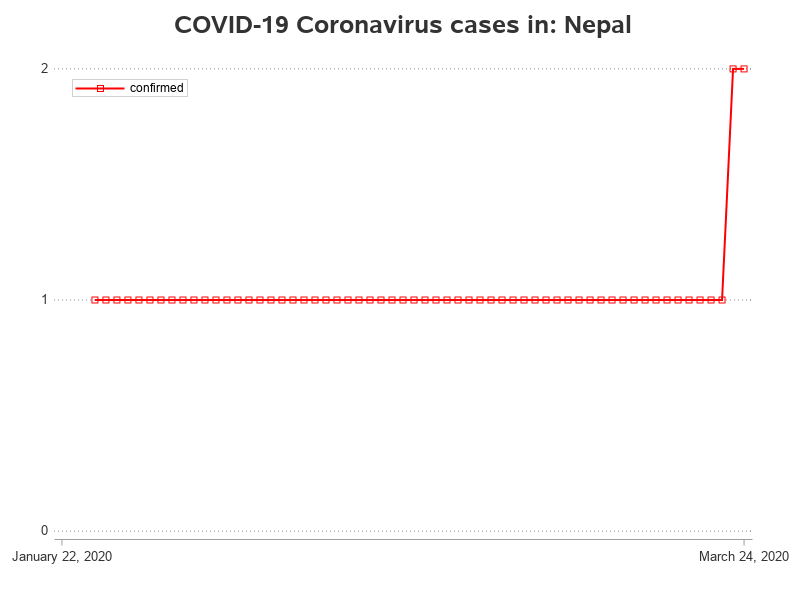 COVID-19 Coronavirus cases in: Nepal
2
confirmed
1
0
January 22, 2020
March 24, 2020